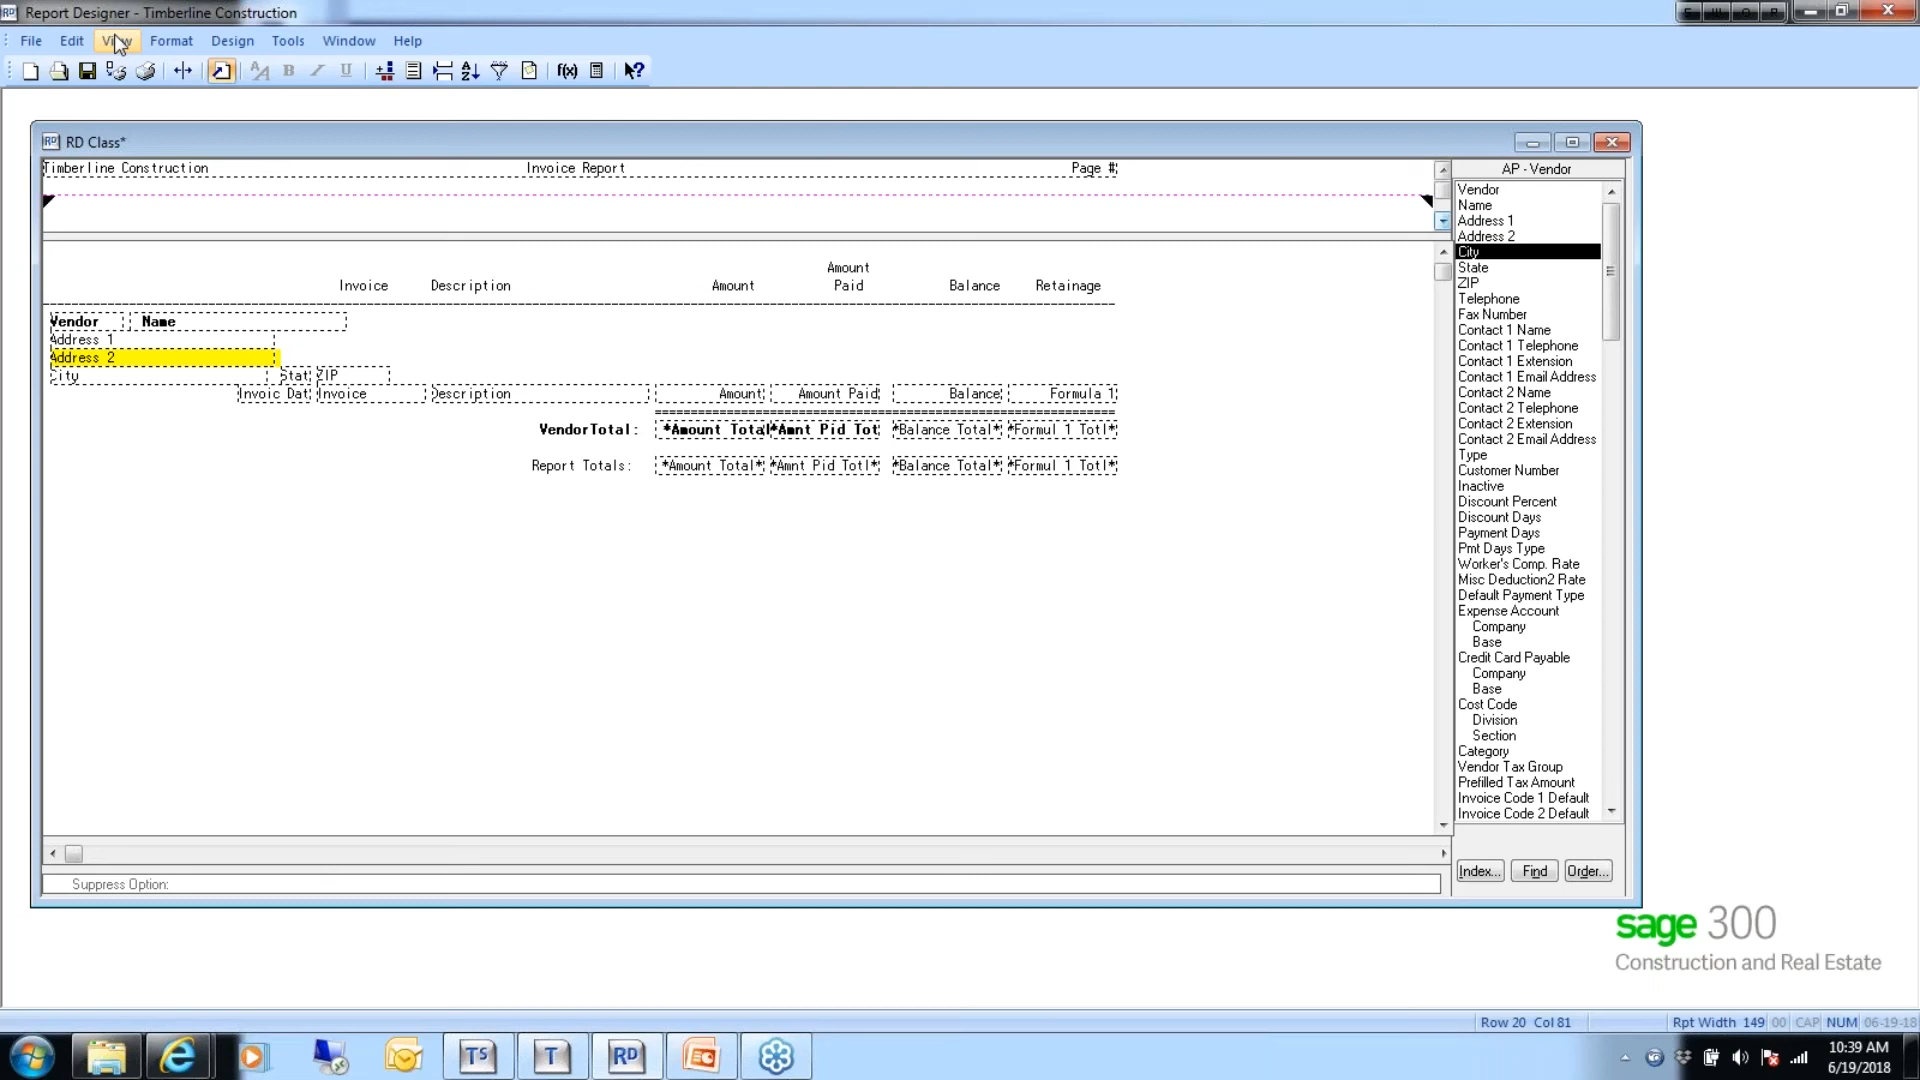 Report Designer - Timberline Construction
File Edit View Format Design Tools Window Help
f(x)
RD Class*
Timberline Construction Invoice Report Page #
AP - Vendor
Vendor
Name
Address 1
Address 2
City
State
ZIP
Telephone
Fax Number
Contact 1 Name
Contact 1 Telephone
Contact 1 Extension
Contact 1 Email Address
Contact 2 Name
Contact 2 Telephone
Contact 2 Extension
Contact 2 Email Address
Type
Customer Number
Inactive
Discount Percent
Discount Days
Payment Days
Pmt Days Type
Worker's Comp. Rate
Misc Deduction2 Rate
Default Payment Type
Expense Account
Company
Base
Credit Card Payable
Company
Base
Cost Code
Division
Section
Category
Vendor Tax Group
Prefilled Tax Amount
Invoice Code 1 Default
Invoice Code 2 Default
Index... Find Order...
Amount
Invoice Description Amount Paid Balance Retainage
Vendor Name
Address 1
Address 2
City Stat ZIP
Invoic Dat Invoice Description Amount Amount Paid Balance Formula 1
VendorTotal: *Amount Total *Amnt Pid Tot *Balance Total* *Formul 1 Totl*
Report Totals: *Amount Total* *Amnt Pid Totl* *Balance Total* *Formul 1 Totl*
Suppress Option:
sage 300
Construction and Real Estate
Row 20 Col 81 Rpt Width 149 00 CAP NUM 06-19-18
TS T RD
10:39 AM
6/19/2018